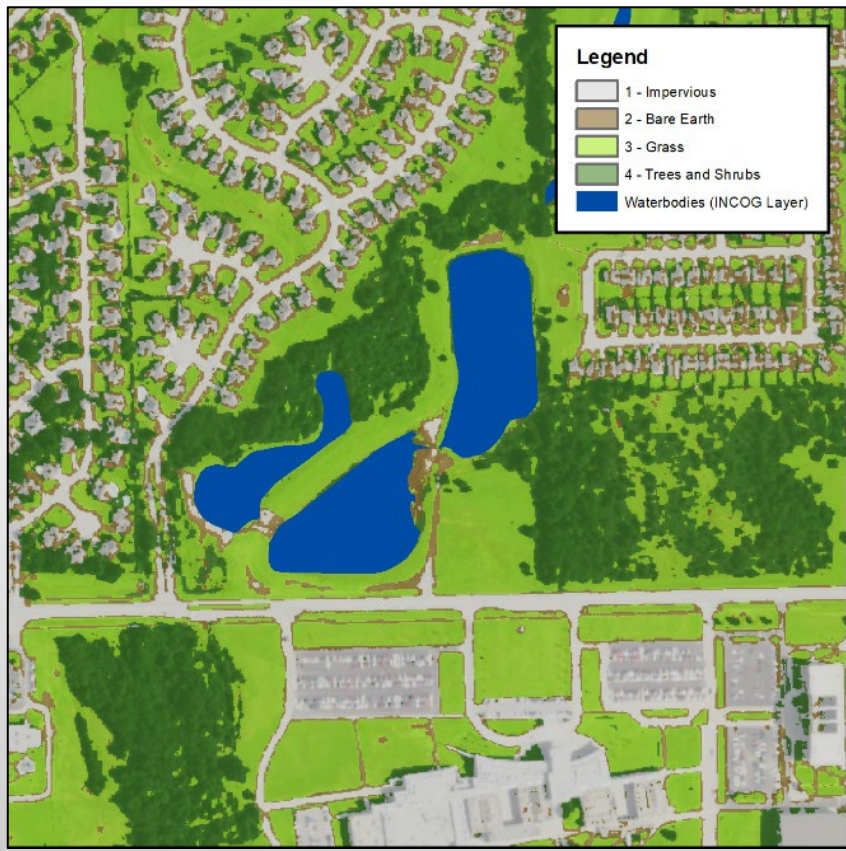 Legend
1 - Impervious
2 - Bare Earth
3 - Grass
4 - Trees and Shrubs
Waterbodies (INCOG Layer)